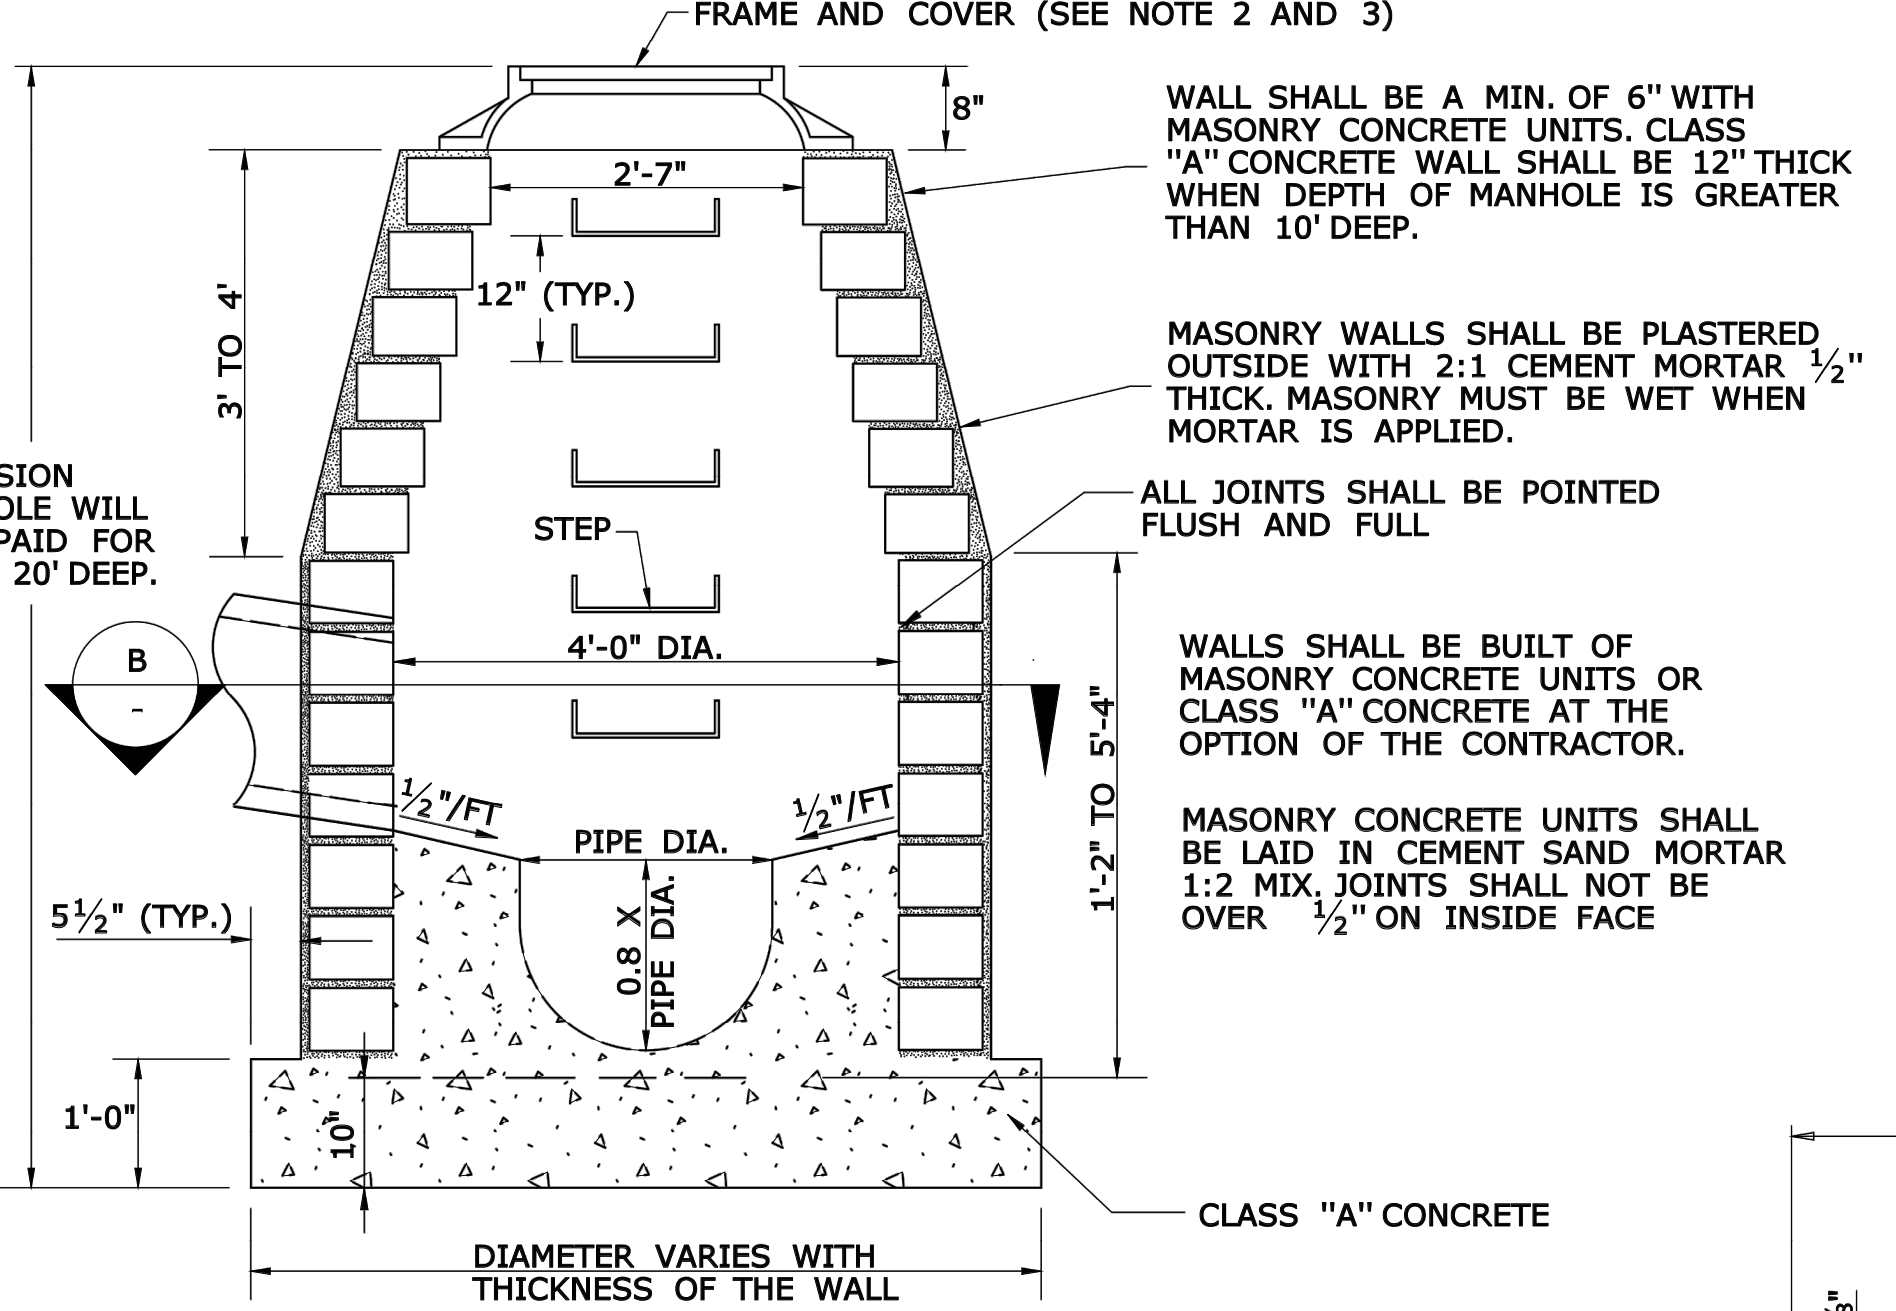 FRAME AND COVER (SEE NOTE 2 AND 3)
8"
WALL SHALL BE A MIN. OF 6" WITH
MASONRY CONCRETE UNITS. CLASS
"A" CONCRETE WALL SHALL BE 12" THICK
WHEN DEPTH OF MANHOLE IS GREATER
THAN 10' DEEP.
2'-7"
12" (TYP.)
3' TO 4'
MASONRY WALLS SHALL BE PLASTERED
OUTSIDE WITH 2:1 CEMENT MORTAR 1/2"
THICK. MASONRY MUST BE WET WHEN
MORTAR IS APPLIED.
SION
OLE WILL
PAID FOR
20' DEEP.
STEP
ALL JOINTS SHALL BE POINTED
FLUSH AND FULL
B
-
4'-0" DIA.
WALLS SHALL BE BUILT OF
MASONRY CONCRETE UNITS OR
CLASS "A" CONCRETE AT THE
OPTION OF THE CONTRACTOR.
1'-2" TO 5'-4"
1/2"/FT
1/2"/FT
PIPE DIA.
0.8 X
PIPE DIA.
MASONRY CONCRETE UNITS SHALL
BE LAID IN CEMENT SAND MORTAR
1:2 MIX. JOINTS SHALL NOT BE
OVER 1/2" ON INSIDE FACE
5 1/2" (TYP.)
1'-0"
10"
CLASS "A" CONCRETE
DIAMETER VARIES WITH
THICKNESS OF THE WALL